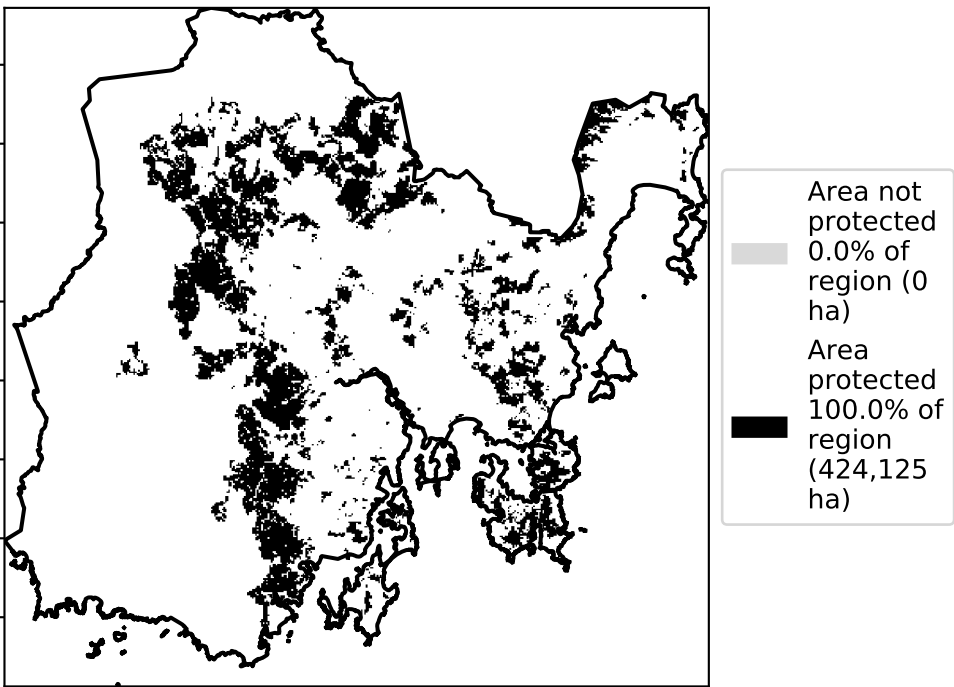 Area not
protected
0.0% of
region (0
ha)
Area
protected
100.0% of
region
(424,125
ha)